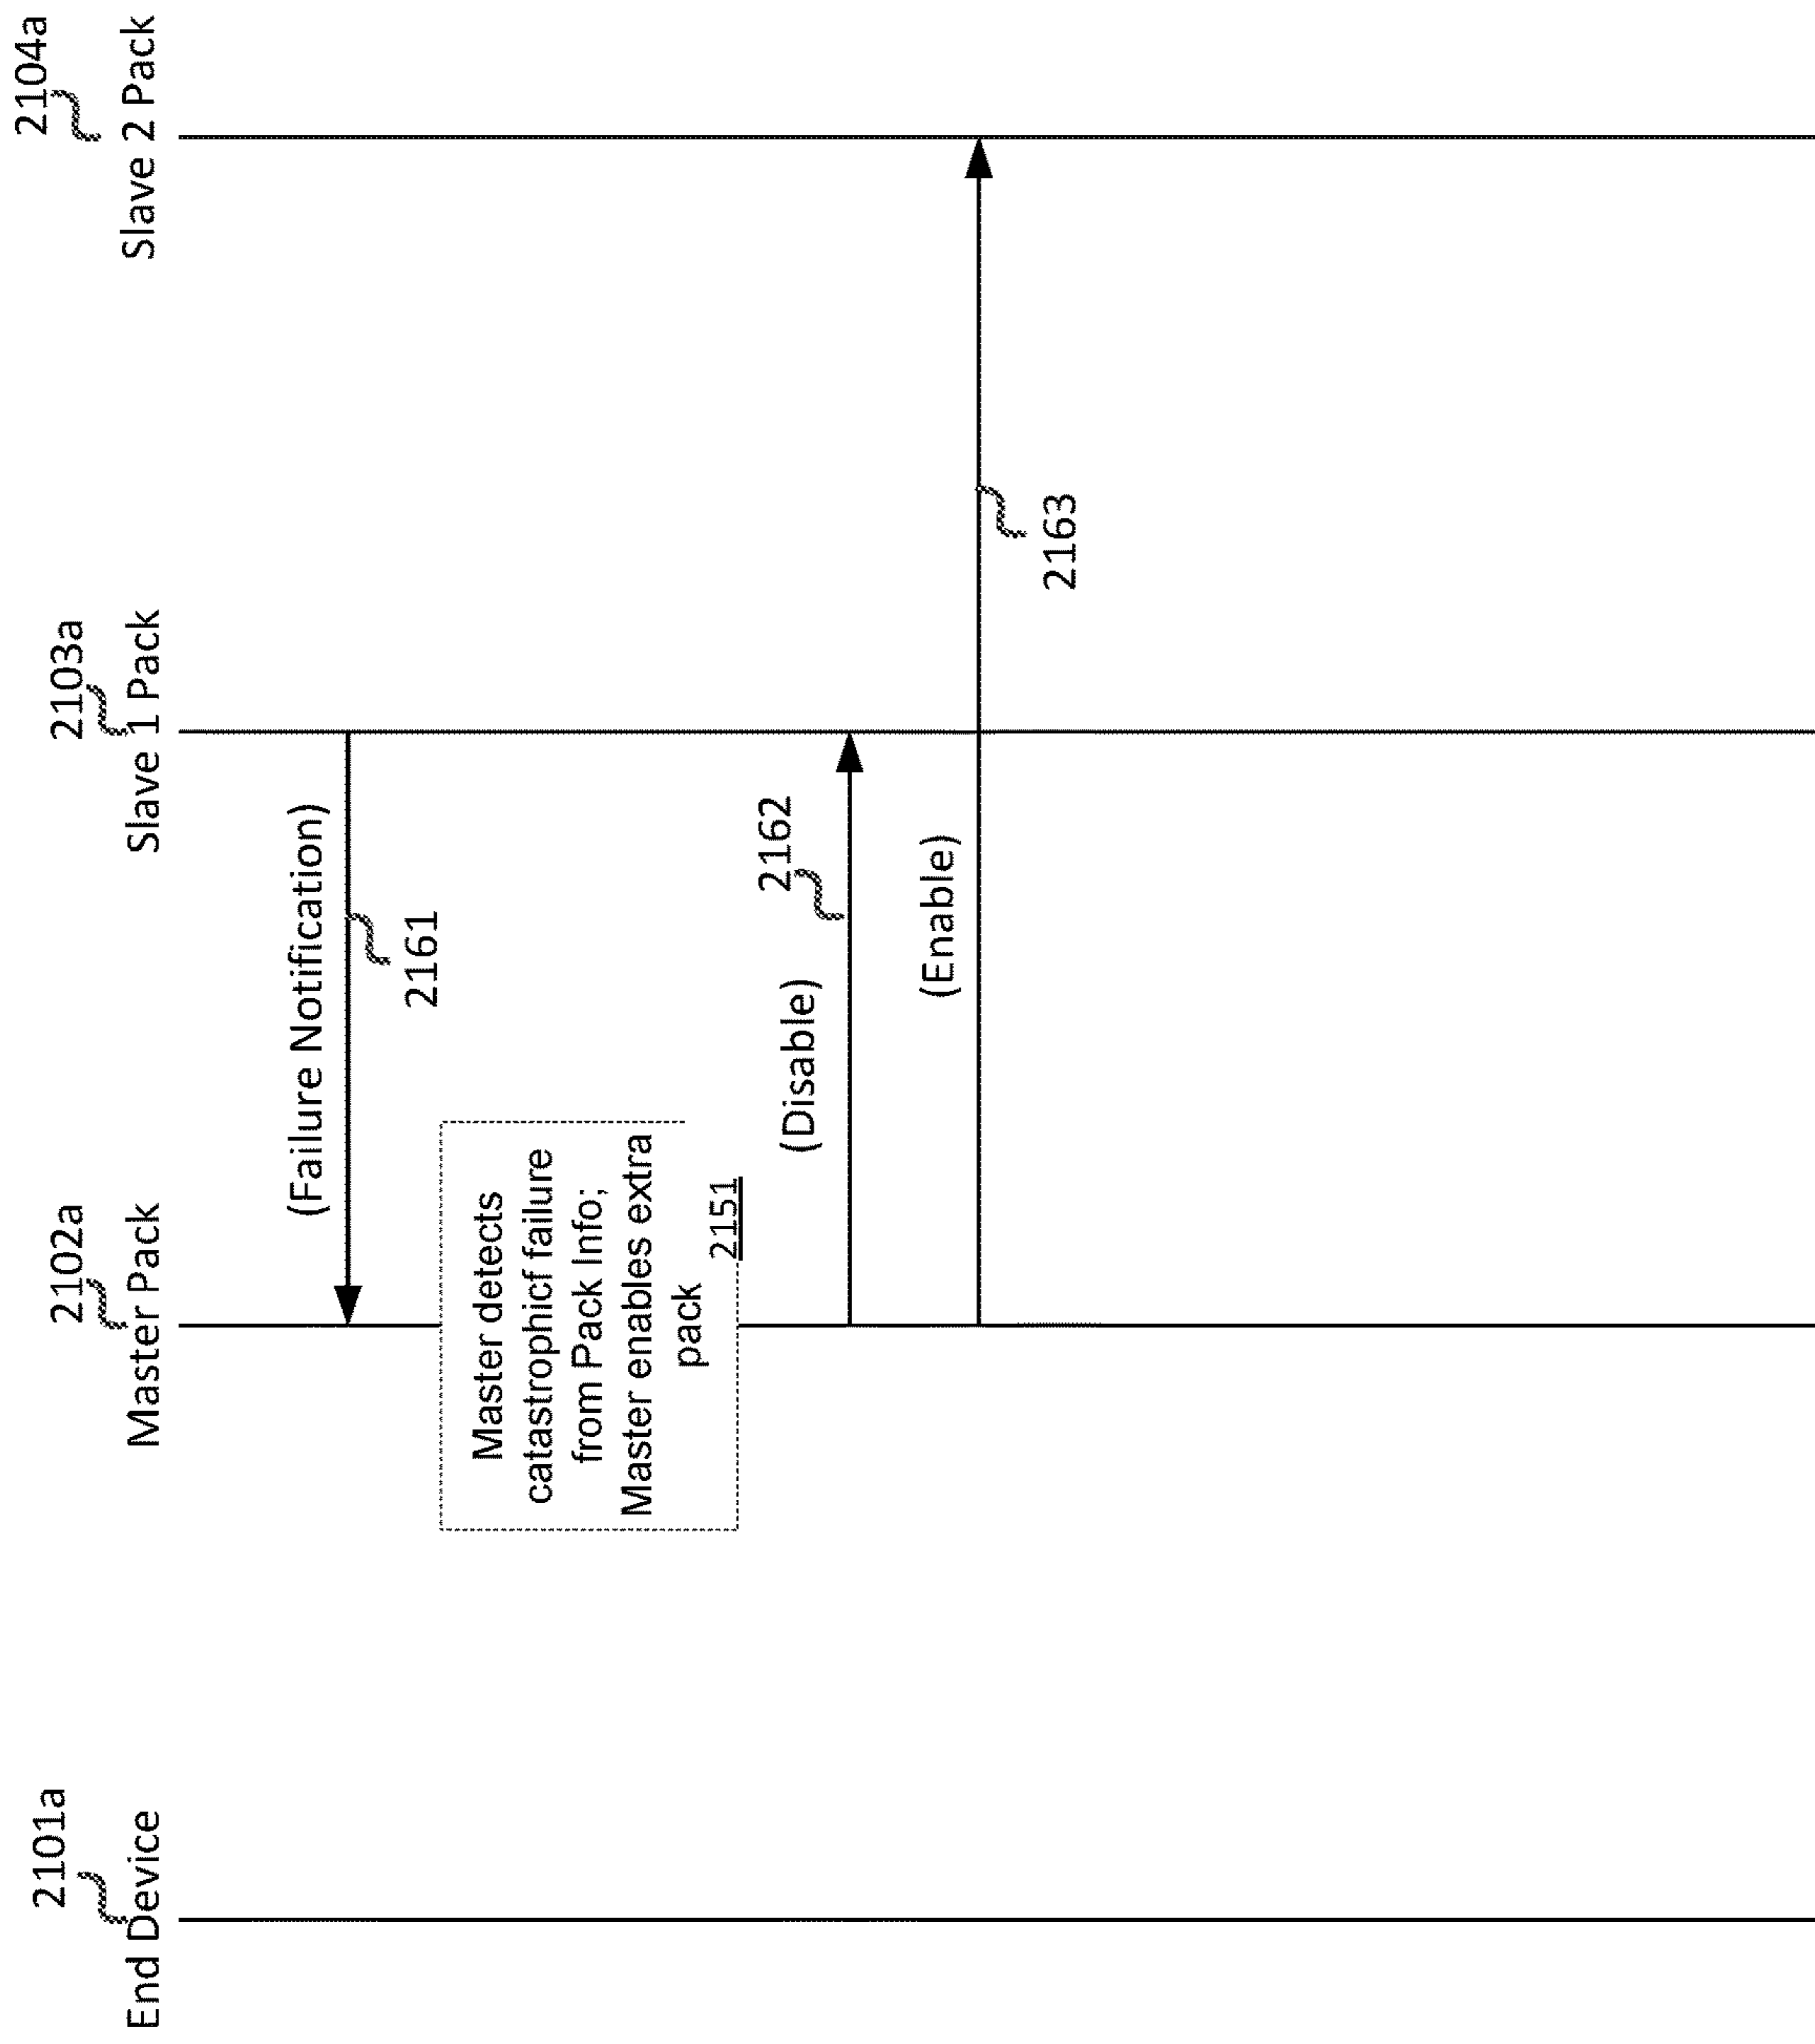 2101a
End Device
2102a
Master Pack
2103a
Slave 1 Pack
2104a
Slave 2 Pack
(Failure Notification)
2161
Master detects
catastrophicf failure
from Pack Info;
Master enables extra
pack
2151
2162
(Disable)
(Enable)
2163